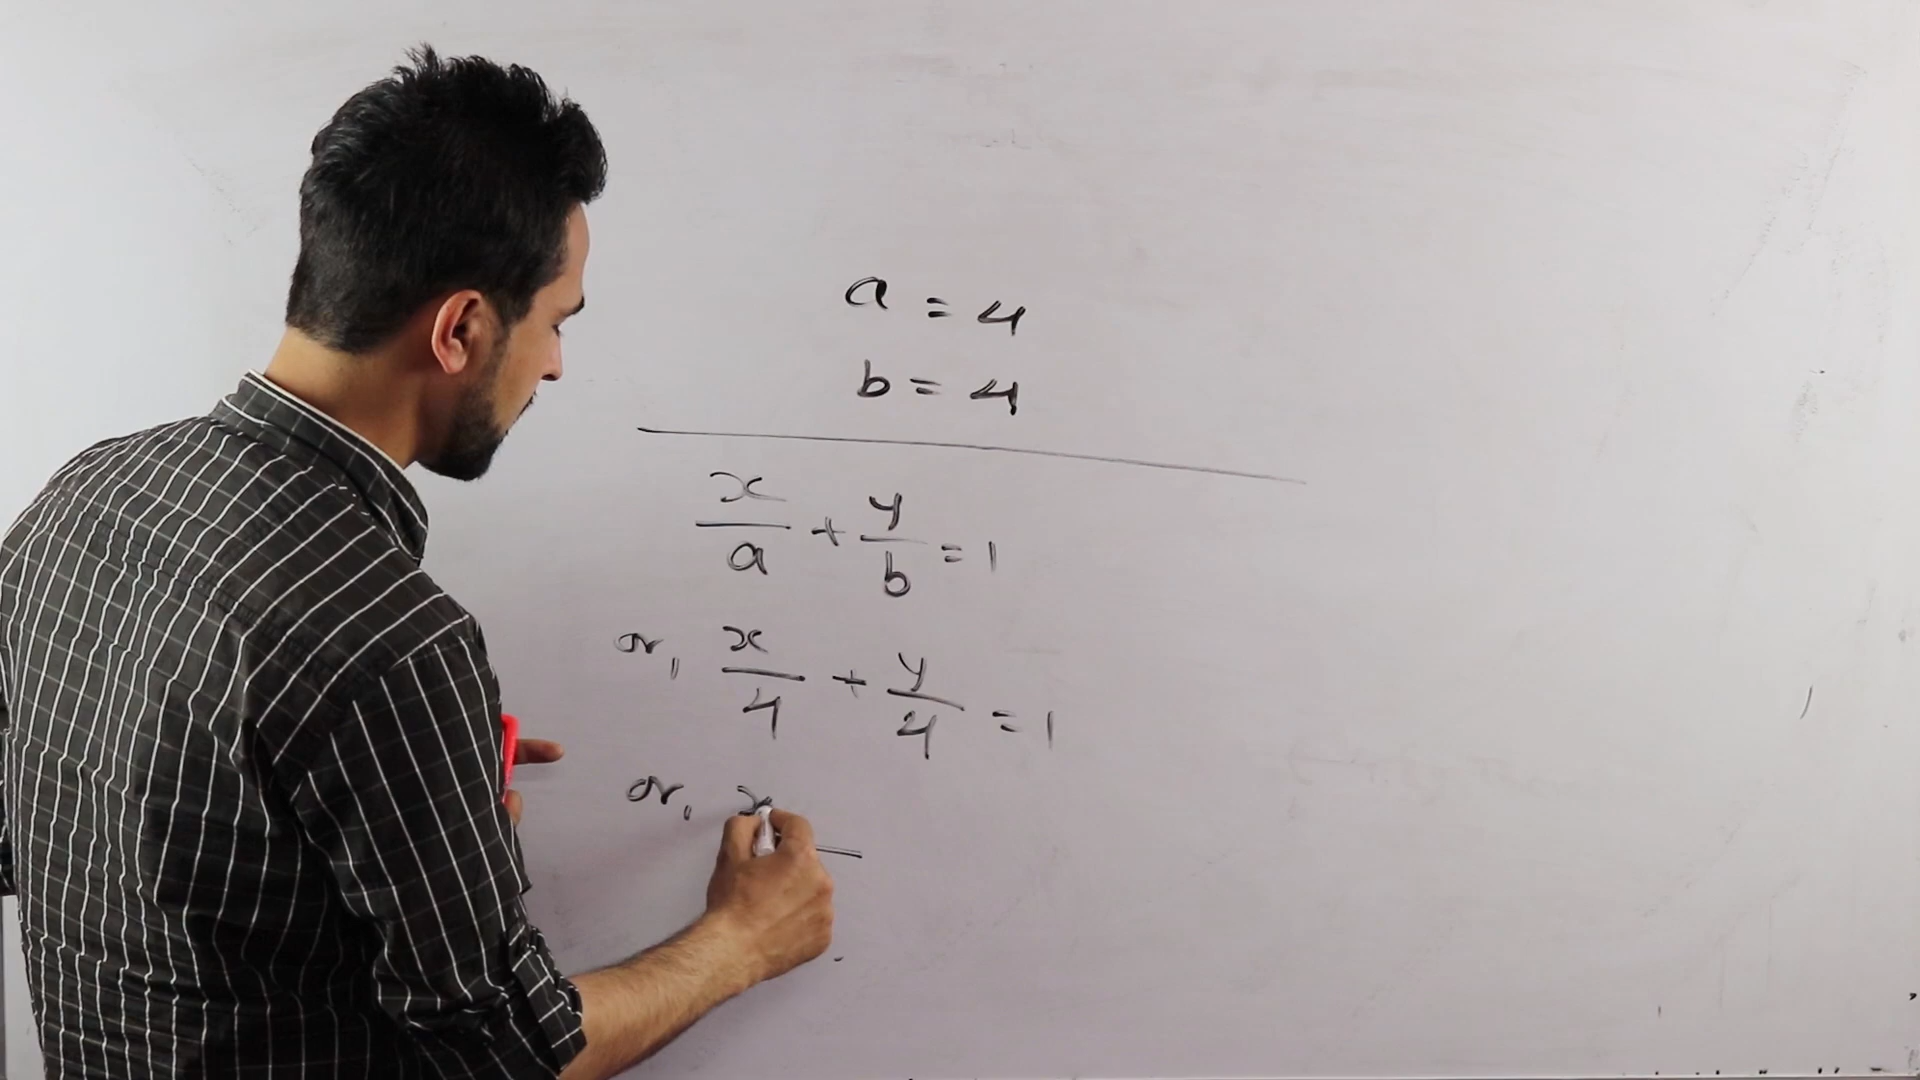 a = 4
b = 4
x/a + y/b = 1
or, x/4 + y/4 = 1
or, x